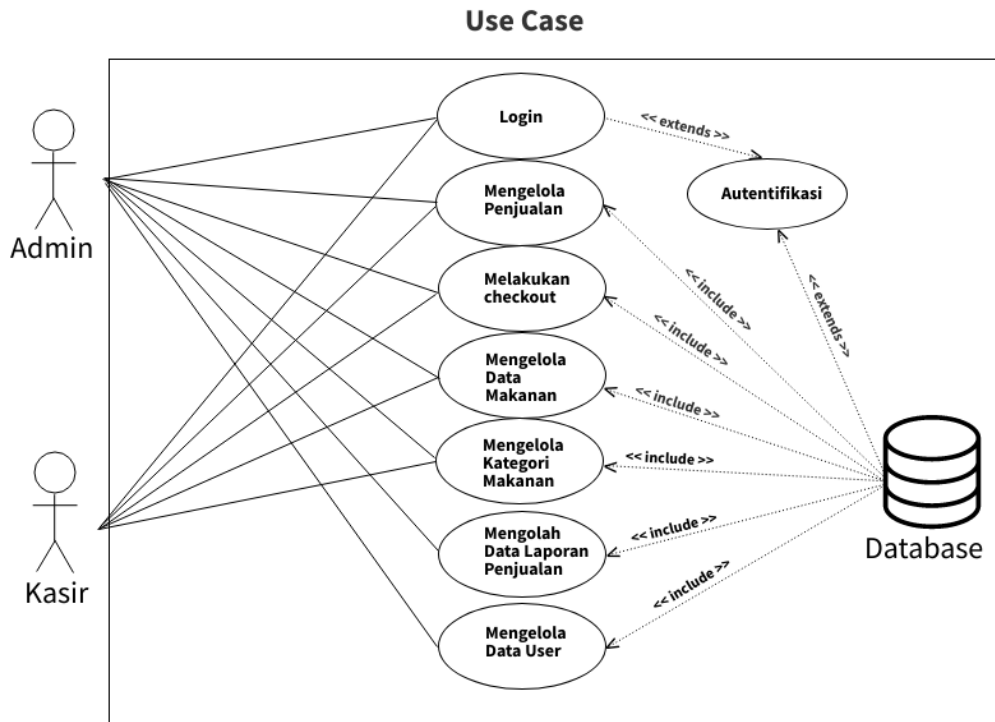 Use Case
Login
<< extends >>
Autentifikasi
Mengelola
Penjualan
Admin
Melakukan
checkout
<< include >>
<< include >>
<< extends >>
Mengelola
Data
Makanan
<< include >>
Mengelola
Kategori
Makanan
<< include >>
Kasir
Mengolah
Data Laporan
Penjualan
<< include >>
Database
Mengelola
Data User
<< include >>